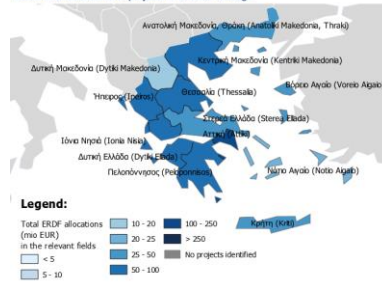 Ανατολική Μακεδονία, Θράκη (Anatoliki Makedonia, Thraki)
Κεντρική Μακεδονία (Kentriki Makedonia)
Δυτική Μακεδονία (Dytiki Makedonia)
Βόρειο Αιγαίο (Voreio Aigaio)
Ήπειρος (Ipeiros)
Θεσσαλία (Thessalia)
Στερεά Ελλάδα (Sterea Ellada)
Αττική (Attiki)
Ιόνια Νησιά (Ionia Nisia)
Δυτική Ελλάδα (Dytiki Ellada)
Πελοπόννησος (Peloponnisos)
Νότιο Αιγαίο (Notio Aigaio)
Κρήτη (Kriti)
Legend:
Total ERDF allocations
(mio EUR)
in the relevant fields
< 5
5 - 10
10 - 20
20 - 25
25 - 50
50 - 100
100 - 250
> 250
No projects identified